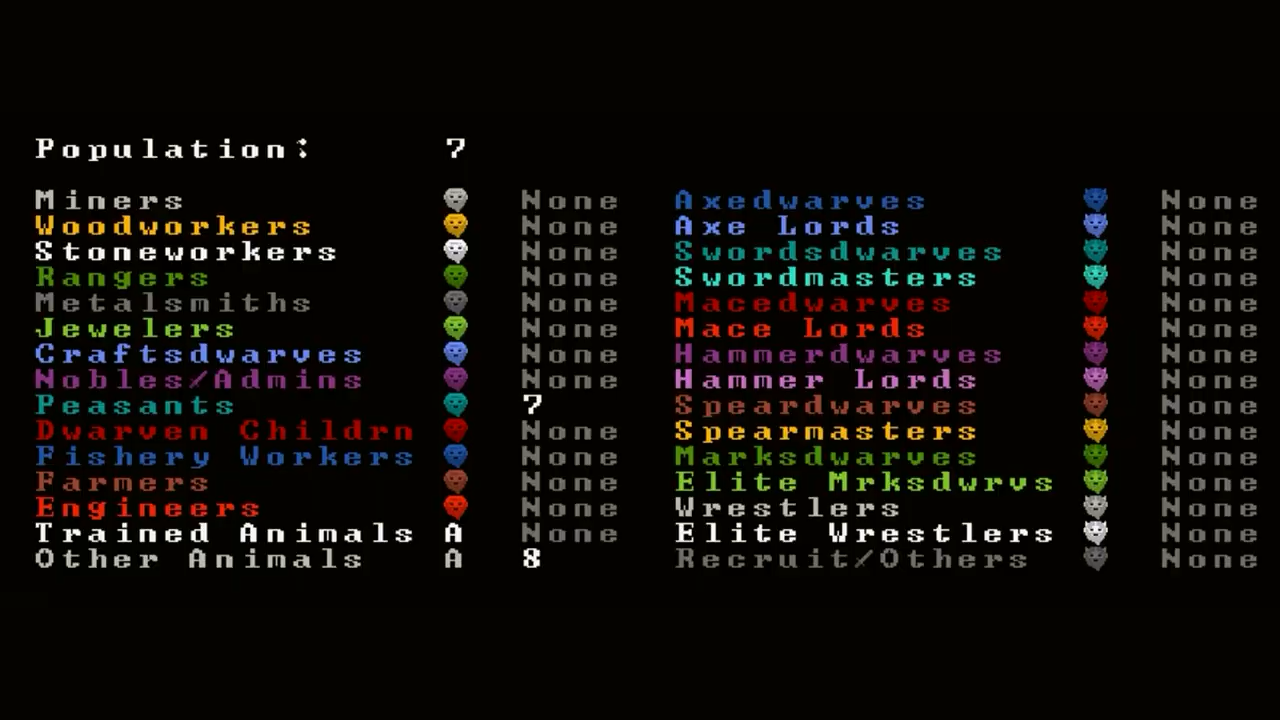 Population: 7
Miners None Axedwarves None
Woodworkers None Axe Lords None
Stoneworkers None Swordsdwarves None
Rangers None Swordmasters None
Metalsmiths None Macedwarves None
Jewelers None Mace Lords None
Craftsdwarves None Hammerdwarves None
Nobles/Admins None Hammer Lords None
Peasants 7 Speardwarves None
Dwarven Childrn None Spearmasters None
Fishery Workers None Marksdwarves None
Farmers None Elite Mrksdwrvs None
Engineers None Wrestlers None
Trained Animals A None Elite Wrestlers None
Other Animals A 8 Recruit/Others None